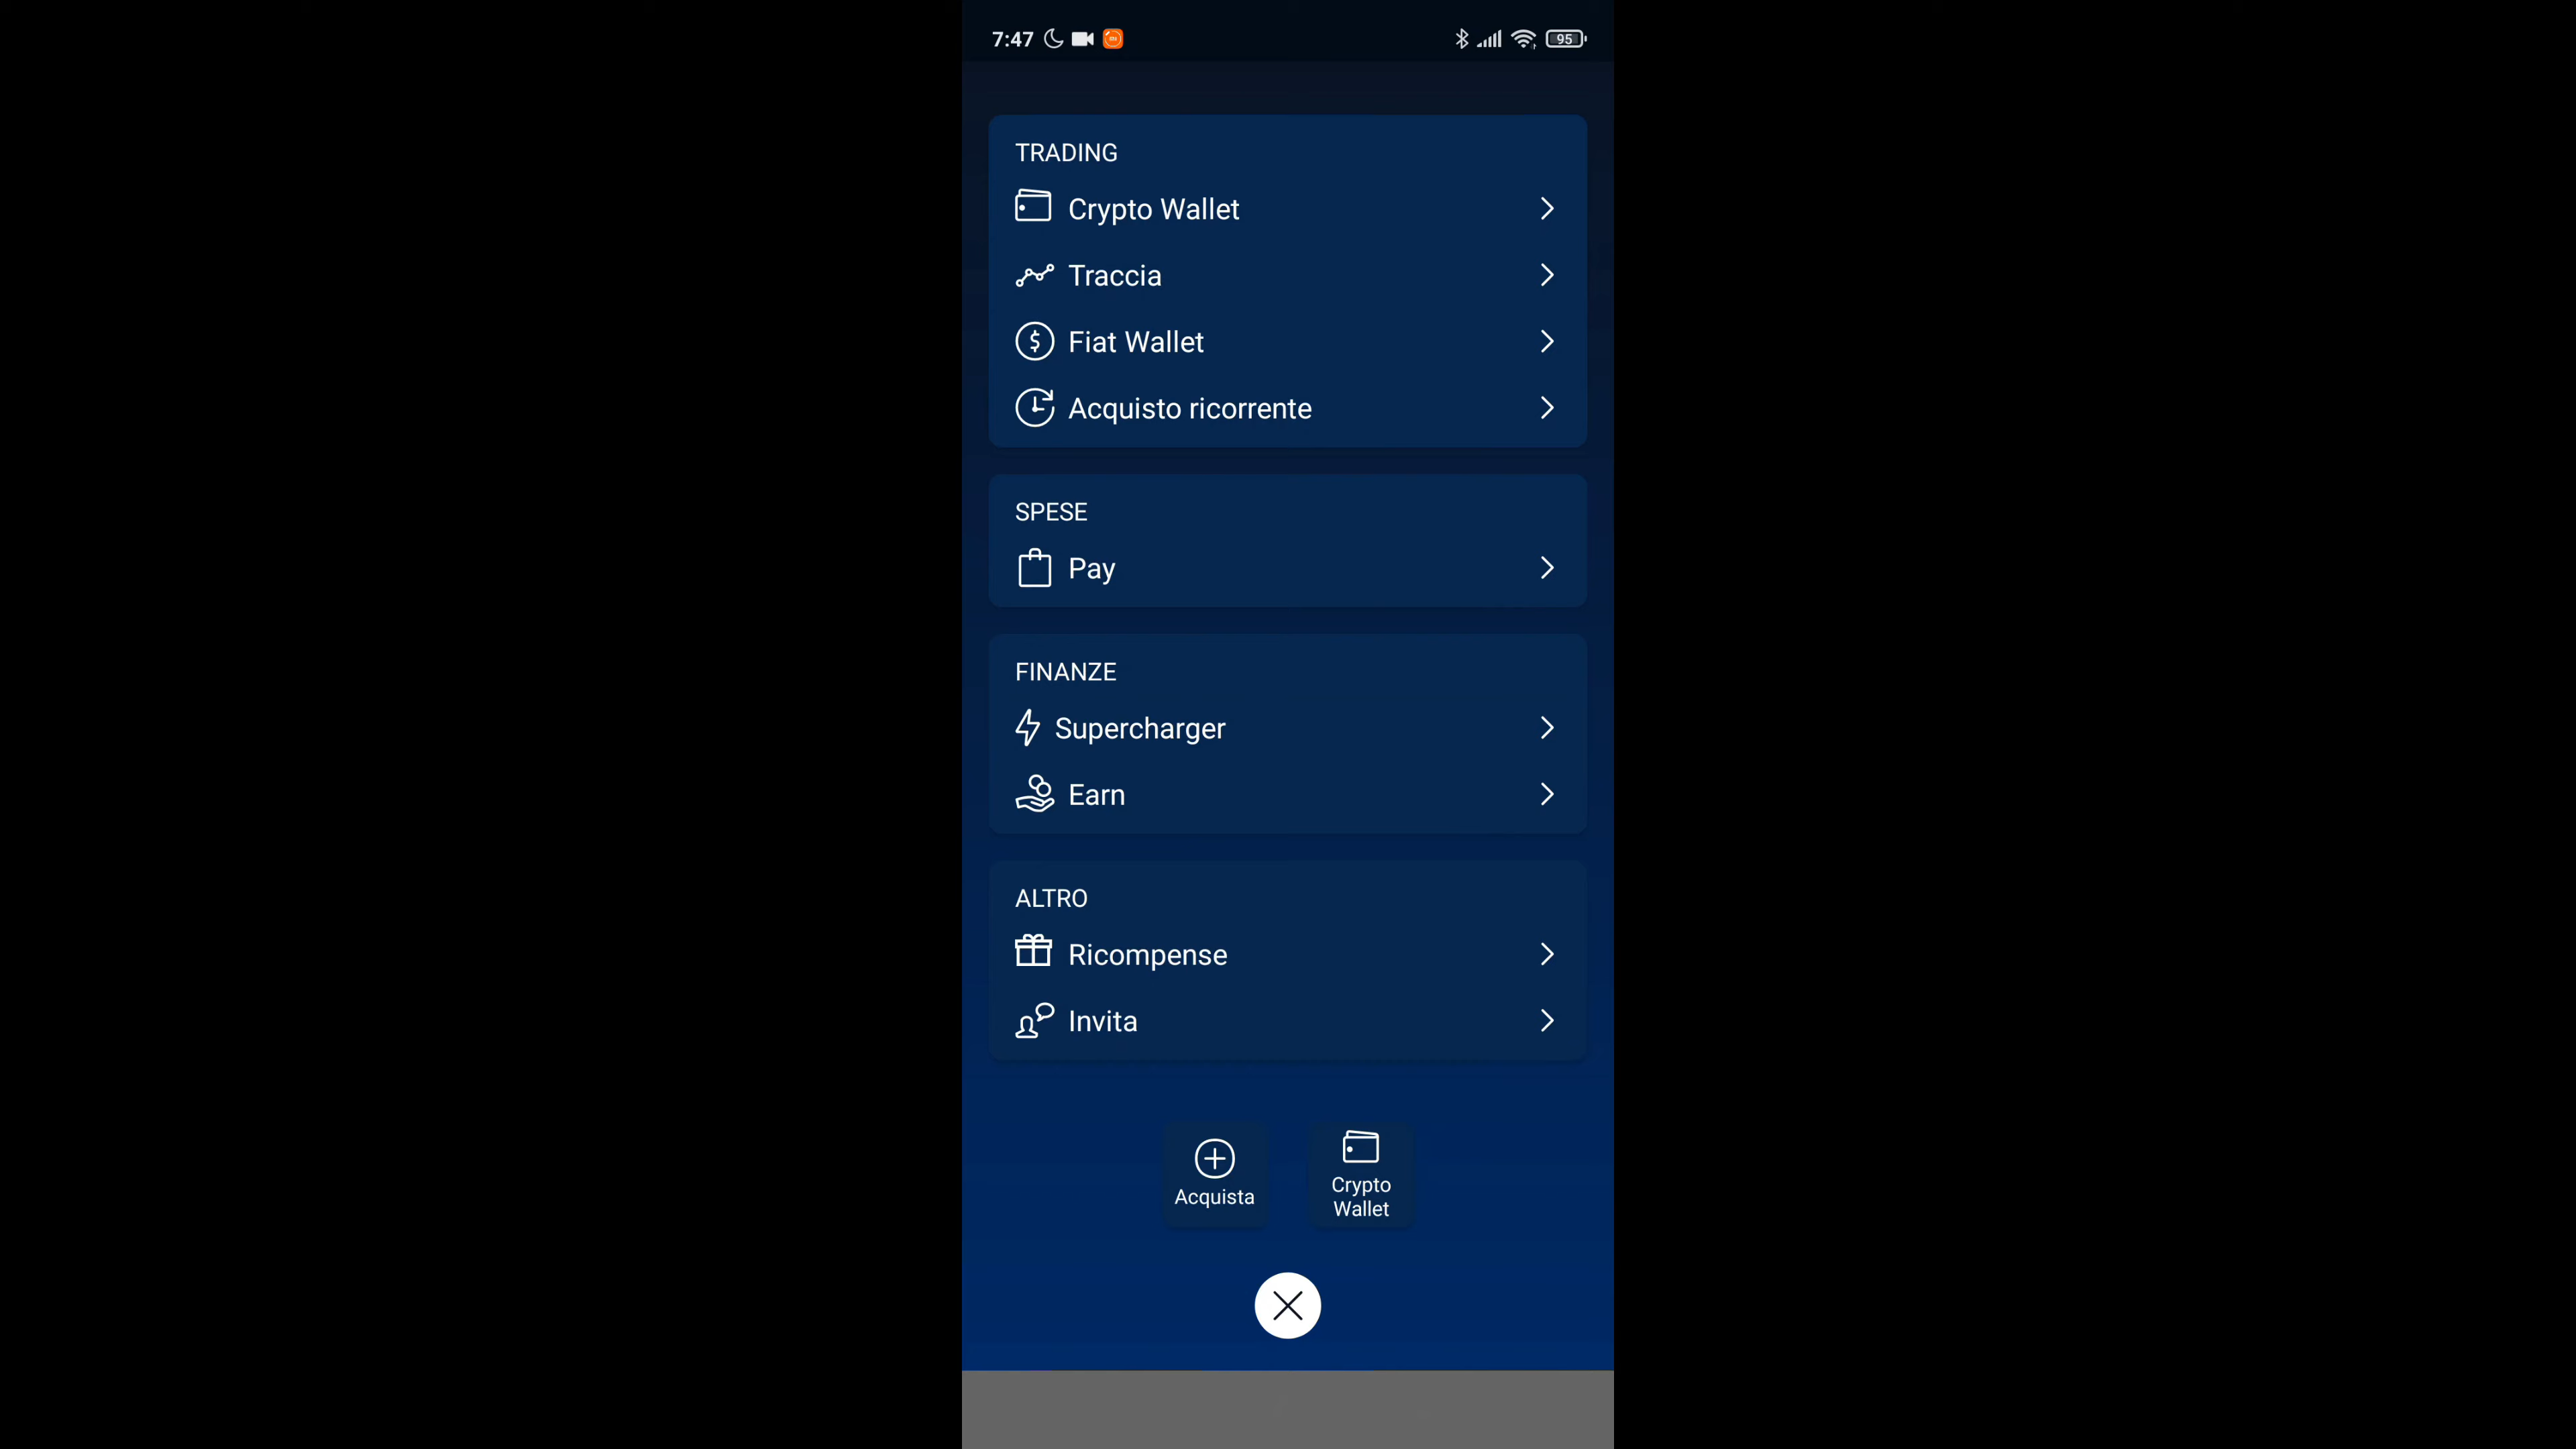 7:47
95
TRADING
Crypto Wallet
Traccia
Fiat Wallet
Acquisto ricorrente
SPESE
Pay
FINANZE
Supercharger
Earn
ALTRO
Ricompense
Invita
Acquista
Crypto
Wallet